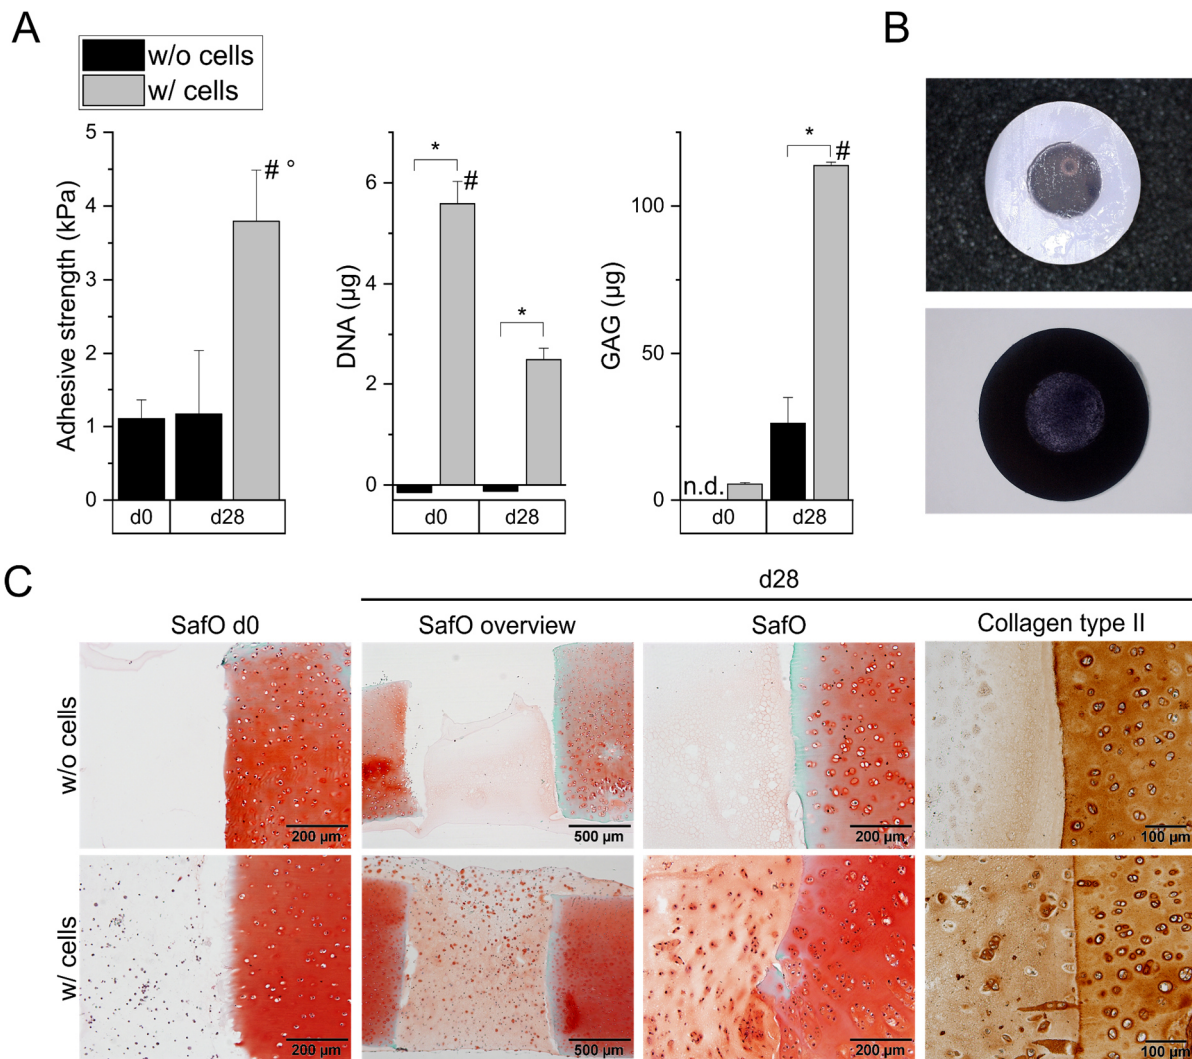 A
w/o cells
w/ cells
Adhesive strength (kPa)
5
4
3
2
1
0
# °
d0
d28
DNA (µg)
6
4
2
0
*
#
*
d0
d28
GAG (µg)
100
50
0
n.d.
*
#
d0
d28
B
C
d28
SafO d0
SafO overview
SafO
Collagen type II
w/o cells
200 µm
500 µm
200 µm
100 µm
w/ cells
200 µm
500 µm
200 µm
100 µm